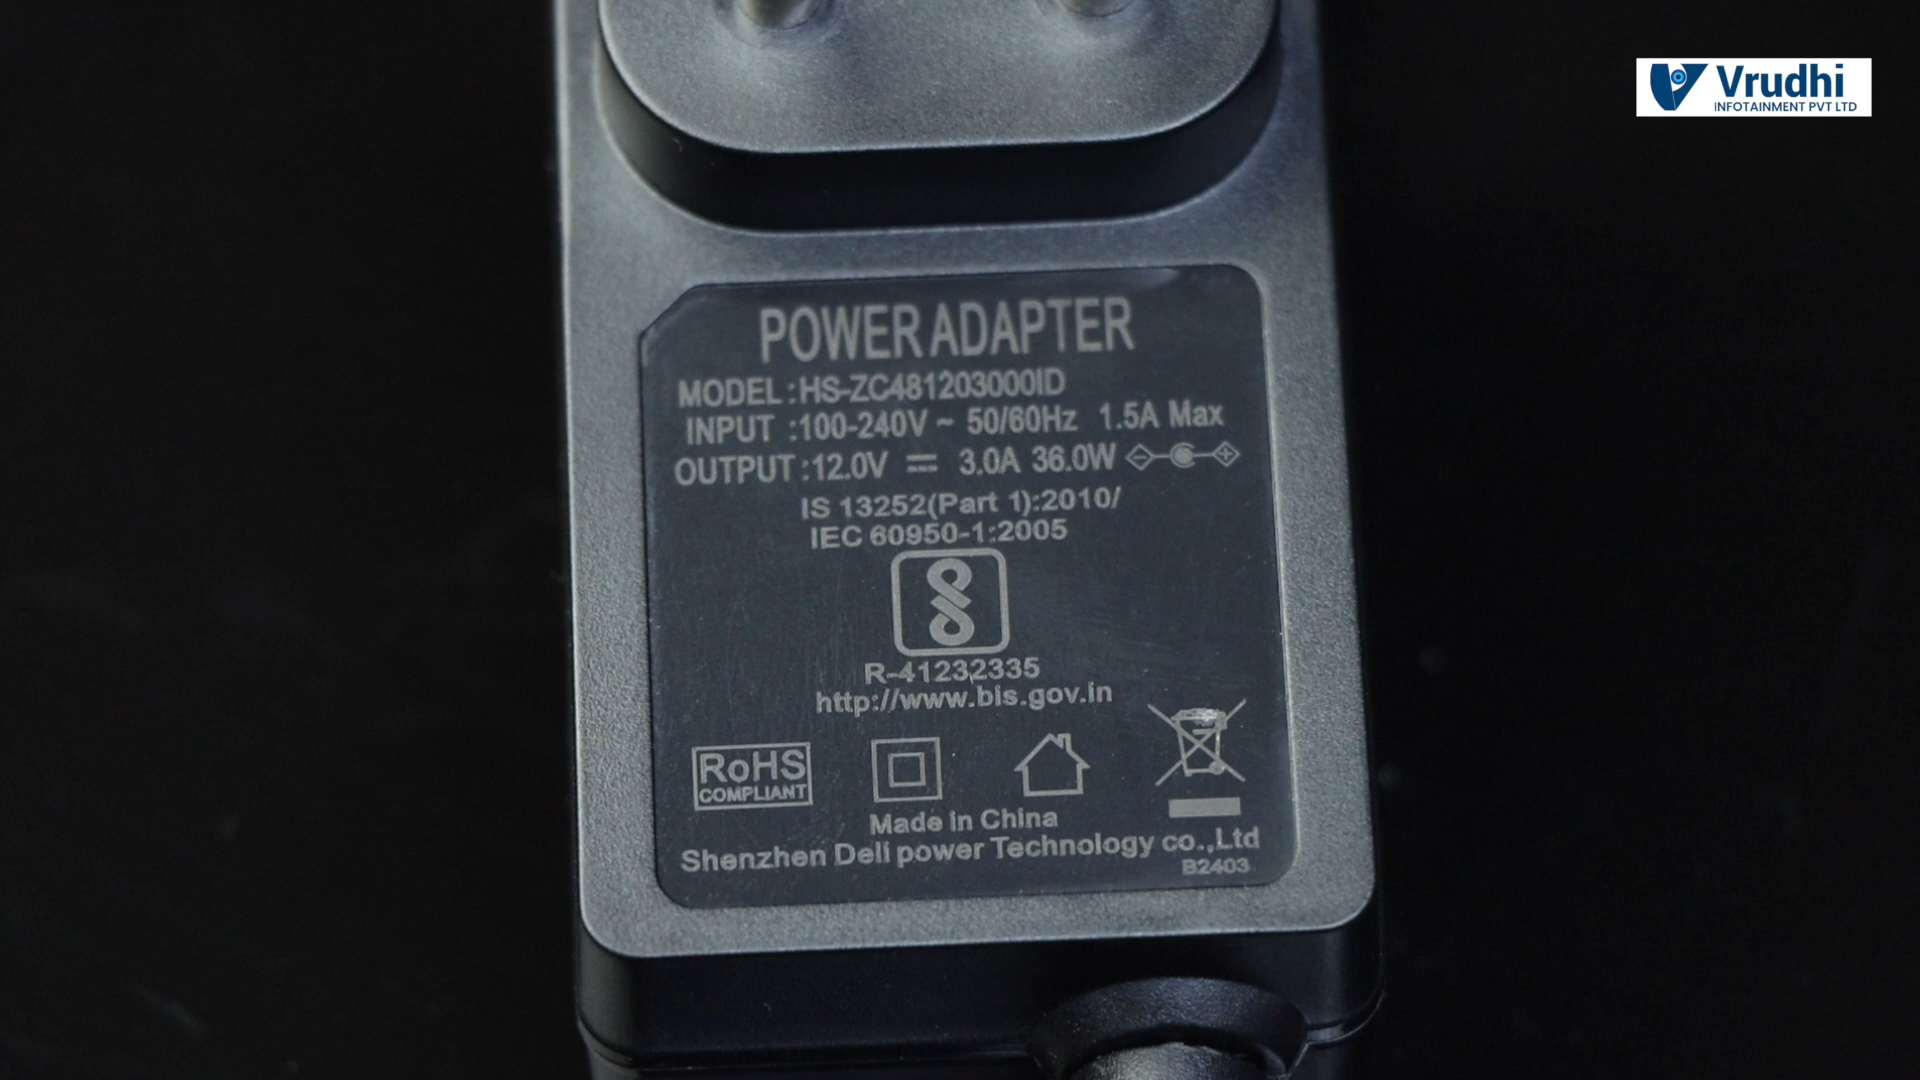 Vrudhi
INFOTAINMENT PVT LTD
POWER ADAPTER
MODEL : HS-ZC481203000ID
INPUT : 100-240V ~ 50/60Hz 1.5A Max
OUTPUT : 12.0V ⎓ 3.0A 36.0W
IS 13252(Part 1):2010/
IEC 60950-1:2005
R-41232335
http://www.bis.gov.in
RoHS
COMPLIANT
Made in China
Shenzhen Deli power Technology co.,Ltd
B2403